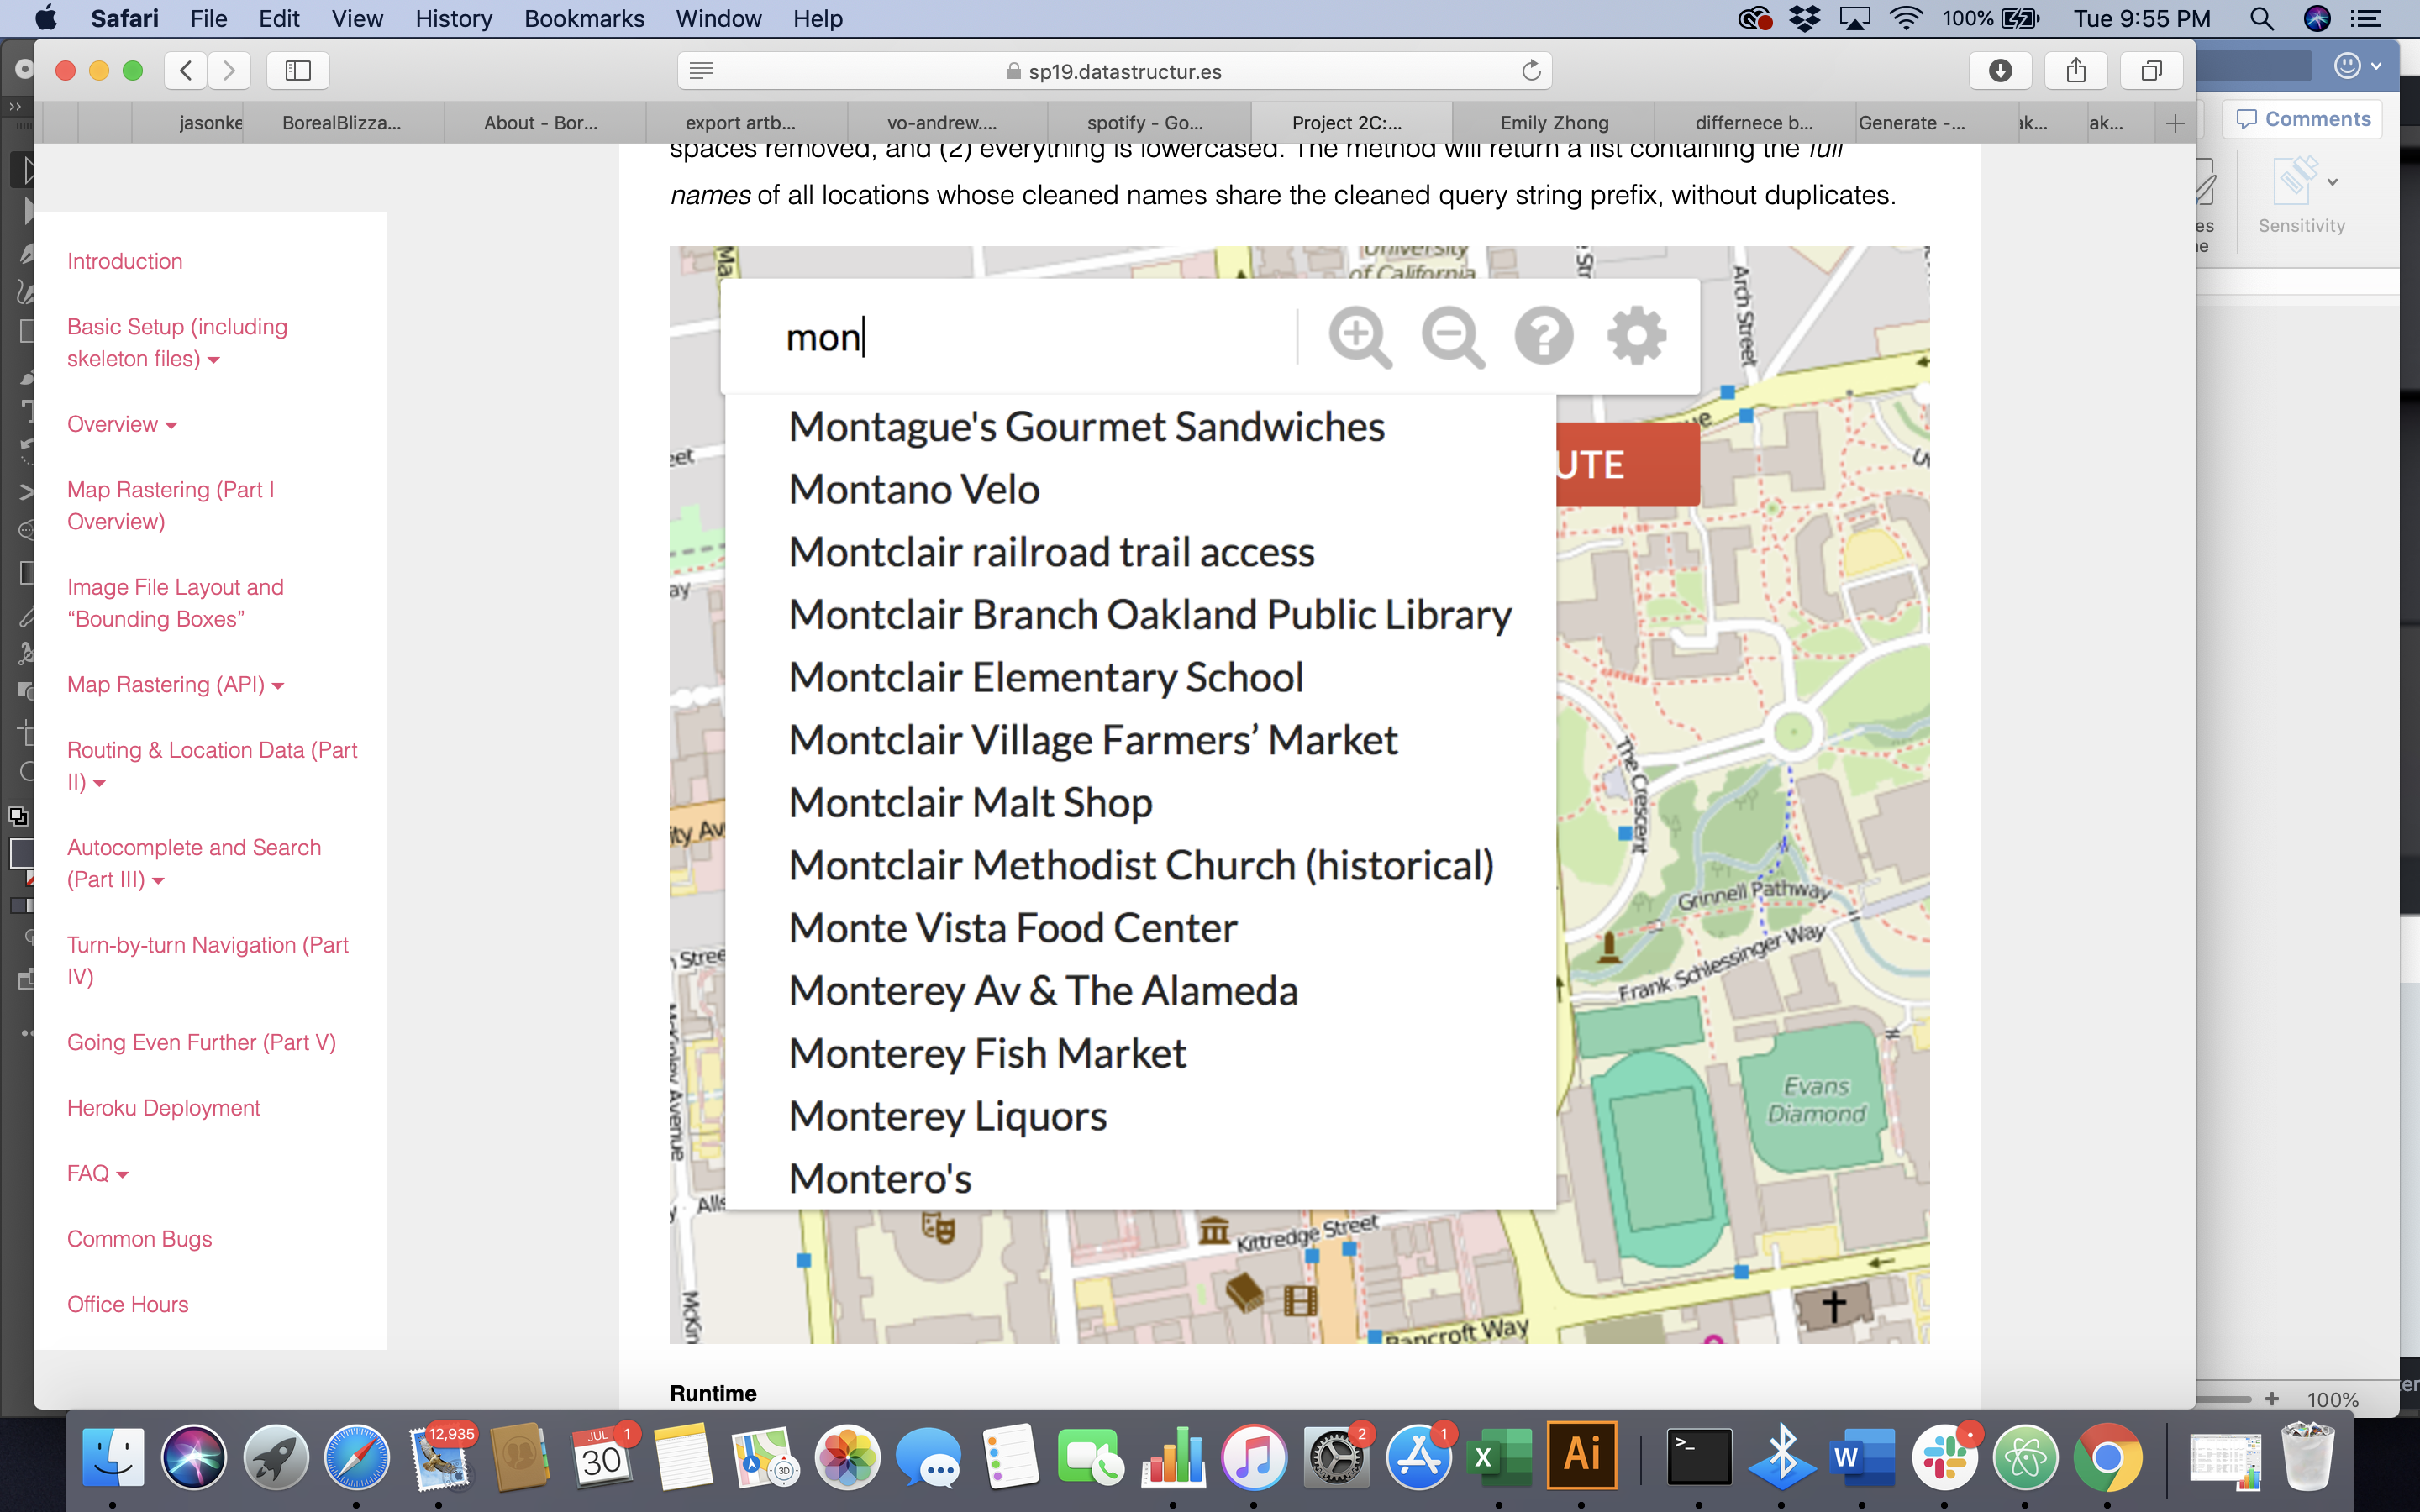 Safari File Edit View History Bookmarks Window Help 100% Tue 9:55 PM
sp19.datastructur.es
jasonke BorealBlizza... About - Bor... export artb... vo-andrew.... spotify - Go... Project 2C:... Emily Zhong differnece b... Generate -... ak... ak...
Comments
Sensitivity
spaces removed, and (2) everything is lowercased. The method will return a list containing the full
names of all locations whose cleaned names share the cleaned query string prefix, without duplicates.
Introduction
Basic Setup (including
skeleton files)
Overview
Map Rastering (Part I
Overview)
Image File Layout and
“Bounding Boxes”
Map Rastering (API)
Routing & Location Data (Part
II)
Autocomplete and Search
(Part III)
Turn-by-turn Navigation (Part
IV)
Going Even Further (Part V)
Heroku Deployment
FAQ
Common Bugs
Office Hours
University
of California
Arch Street
mon
UTE
Montague's Gourmet Sandwiches
Montano Velo
Montclair railroad trail access
Montclair Branch Oakland Public Library
Montclair Elementary School
Montclair Village Farmers’ Market
Montclair Malt Shop
Montclair Methodist Church (historical)
Monte Vista Food Center
Monterey Av & The Alameda
Monterey Fish Market
Monterey Liquors
Montero's
The Crescent
Grinnell Pathway
Frank Schlessinger Way
Evans
Diamond
McKinley Avenue
Kittredge Street
Bancroft Way
Runtime
100%
12,935
JUL
30
1
3D
2
1
X
Ai
>_
W